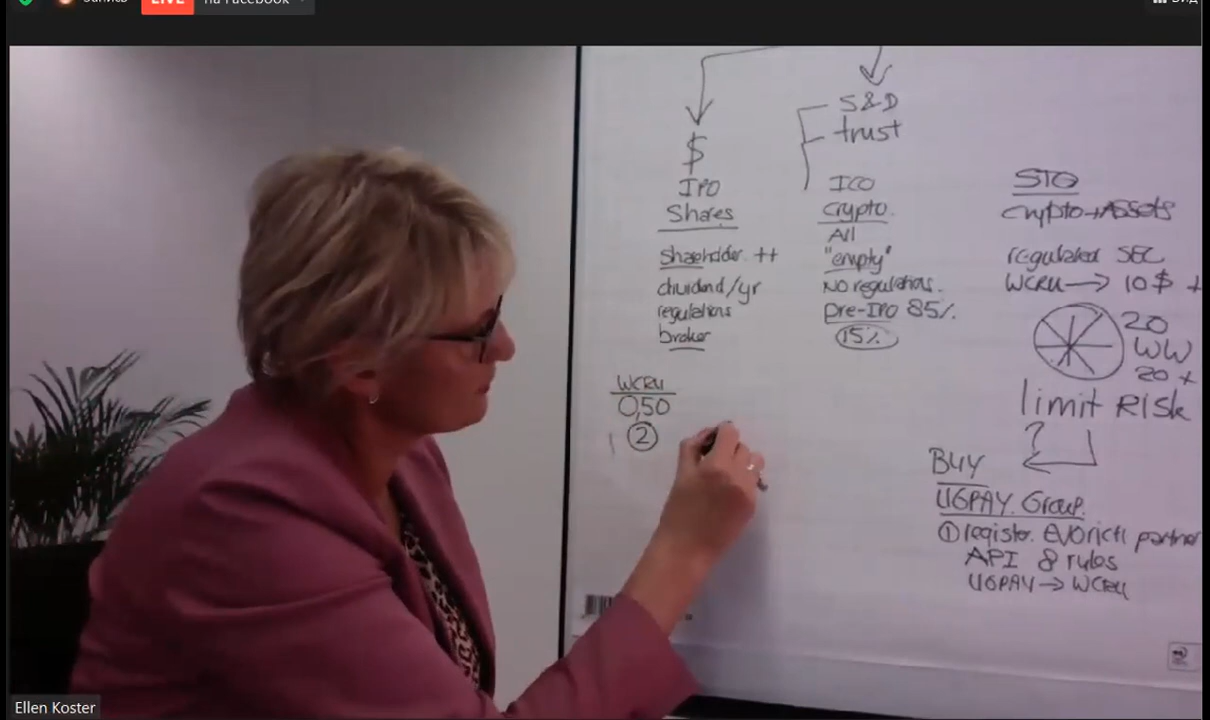 Запись
LIVE
на Facebook
Вид
$
IPO
Shares
shareholder ++
dividend/yr
regulations
broker
S&D
trust
ICO
crypto.
All
"empty"
NO regulations.
pre-IPO 85%.
15%
STO
crypto+Assets
regulated SEC
WCRU → 10$ +
20
WW
20 +
limit RISK
?
WCRU
0,50
2
BUY
UGPAY Group.
① register. EVOrich partner
API & rules
UGPAY → WCRU
Ellen Koster